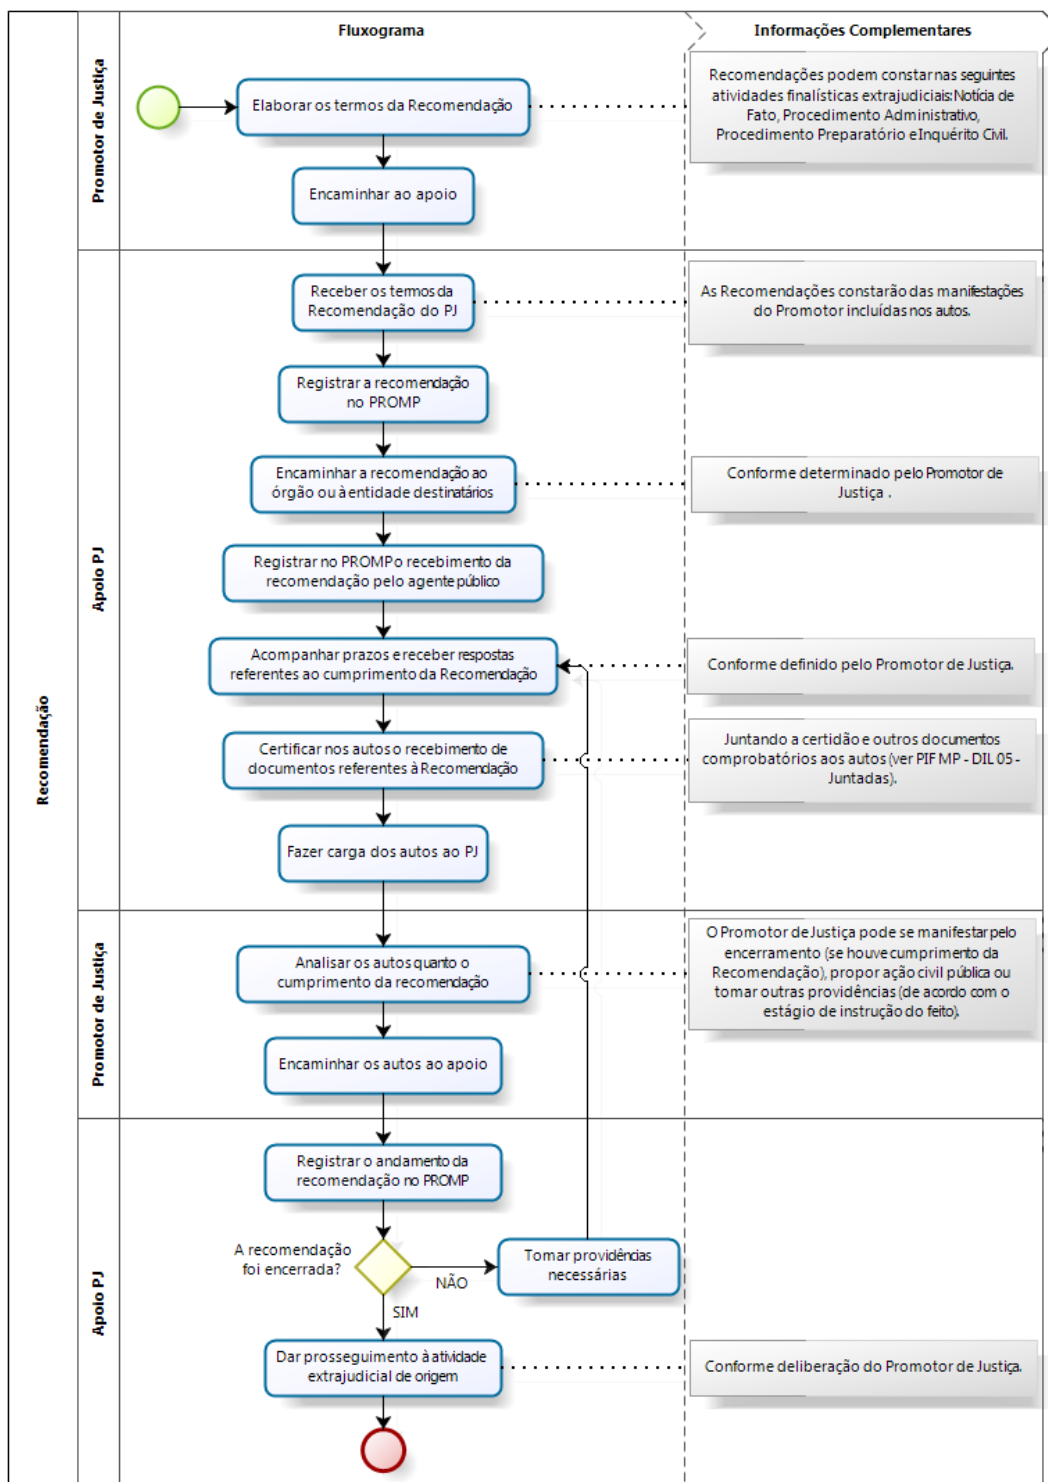 Fluxograma
Informações Complementares
Recomendação
Promotor de Justiça
Elaborar os termos da Recomendação
Recomendações podem constar nas seguintes
atividades finalísticas extrajudiciais:Notícia de
Fato, Procedimento Administrativo,
Procedimento Preparatório e Inquérito Civil.
Encaminhar ao apoio
Apoio PJ
Receber os termos da
Recomendação do PJ
As Recomendações constarão das manifestações
do Promotor incluídas nos autos.
Registrar a recomendação
no PROMP
Encaminhar a recomendação ao
órgão ou à entidade destinatários
Conforme determinado pelo Promotor de
Justiça .
Registrar no PROMP o recebimento da
recomendação pelo agente público
Acompanhar prazos e receber respostas
referentes ao cumprimento da Recomendação
Conforme definido pelo Promotor de Justiça.
Certificar nos autos o recebimento de
documentos referentes à Recomendação
Juntando a certidão e outros documentos
comprobatórios aos autos (ver PIF MP - DIL 05 -
Juntadas).
Fazer carga dos autos ao PJ
Promotor de Justiça
Analisar os autos quanto o
cumprimento da recomendação
O Promotor de Justiça pode se manifestar pelo
encerramento (se houve cumprimento da
Recomendação), propor ação civil pública ou
tomar outras providências (de acordo com o
estágio de instrução do feito).
Encaminhar os autos ao apoio
Apoio PJ
Registrar o andamento da
recomendação no PROMP
A recomendação
foi encerrada?
NÃO
Tomar providências
necessárias
SIM
Dar prosseguimento à atividade
extrajudicial de origem
Conforme deliberação do Promotor de Justiça.